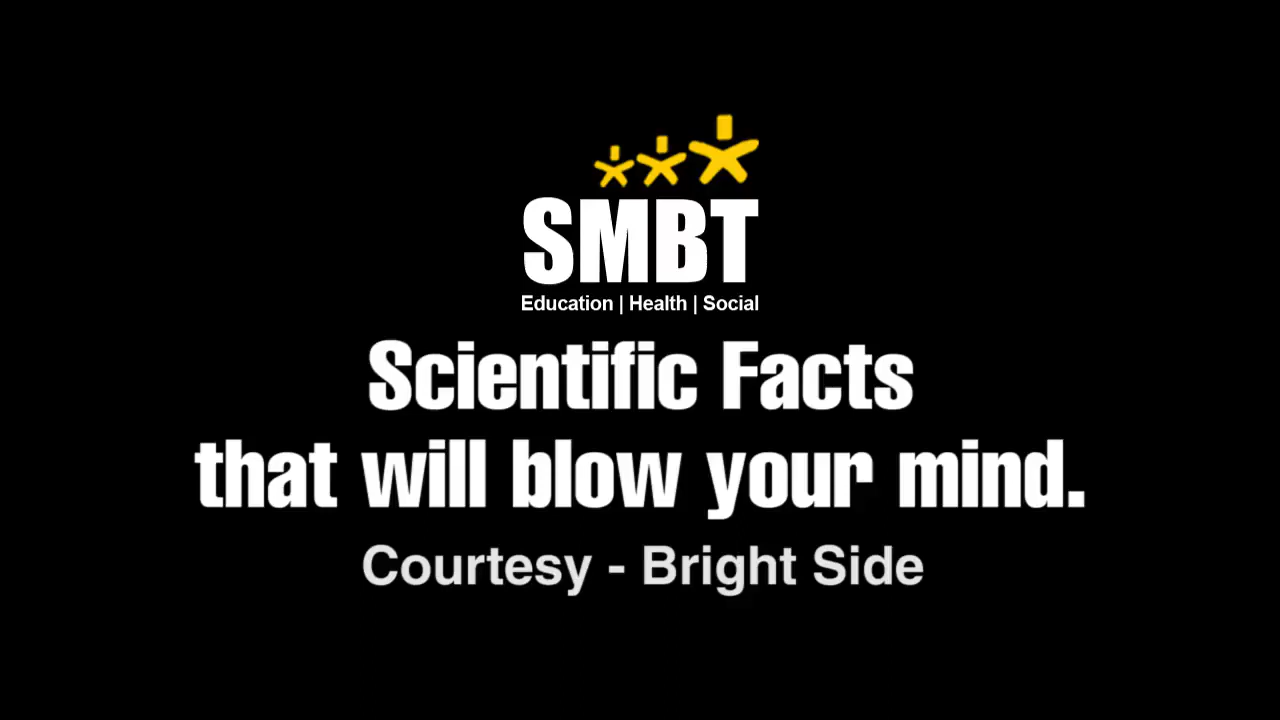 SMBT
Education | Health | Social
Scientific Facts
that will blow your mind.
Courtesy - Bright Side